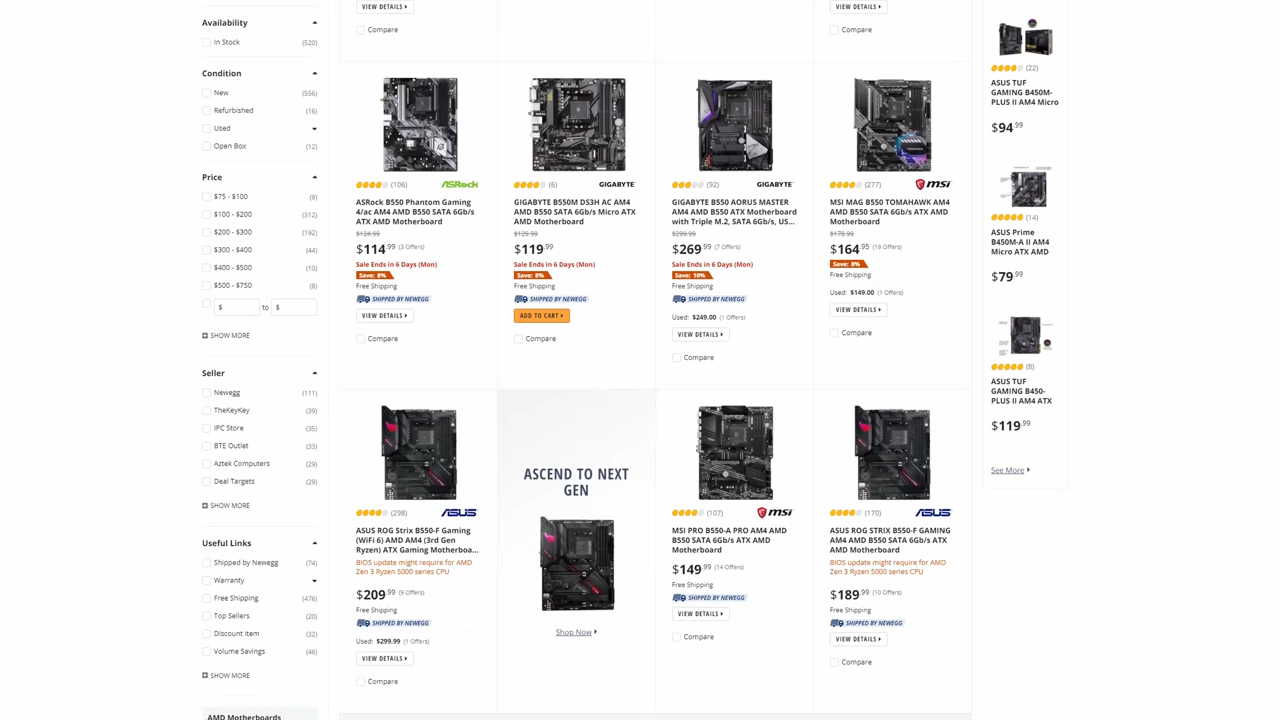 Availability
In Stock (520)
Condition
New (556)
Refurbished (16)
Used
Open Box (12)
Price
$75 - $100 (9)
$100 - $200 (312)
$200 - $300 (192)
$300 - $400 (44)
$400 - $500 (10)
$500 - $750 (8)
$ to $
SHOW MORE
Seller
Newegg (111)
TheKeyKey (39)
IPC Store (35)
BTE Outlet (33)
Aztek Computers (29)
Deal Targets (29)
SHOW MORE
Useful Links
Shipped by Newegg (74)
Warranty
Free Shipping (476)
Top Sellers (20)
Discount Item (32)
Volume Savings (46)
SHOW MORE
AMD Motherboards
VIEW DETAILS
Compare
VIEW DETAILS
Compare
(106) ASRock
ASRock B550 Phantom Gaming
4/ac AM4 AMD B550 SATA 6Gb/s
ATX AMD Motherboard
$124.99
$114.99 (3 Offers)
Sale Ends in 6 Days (Mon)
Save: 8%
Free Shipping
SHIPPED BY NEWEGG
VIEW DETAILS
Compare
(6) GIGABYTE
GIGABYTE B550M DS3H AC AM4
AMD B550 SATA 6Gb/s Micro ATX
AMD Motherboard
$129.99
$119.99
Sale Ends in 6 Days (Mon)
Save: 8%
Free Shipping
SHIPPED BY NEWEGG
ADD TO CART
Compare
(92) GIGABYTE
GIGABYTE B550 AORUS MASTER
AM4 AMD B550 ATX Motherboard
with Triple M.2, SATA 6Gb/s, US...
$299.99
$269.99 (7 Offers)
Sale Ends in 6 Days (Mon)
Save: 10%
Free Shipping
SHIPPED BY NEWEGG
Used: $249.00 (1 Offers)
VIEW DETAILS
Compare
(277) msi
MSI MAG B550 TOMAHAWK AM4
AMD B550 SATA 6Gb/s ATX AMD
Motherboard
$178.99
$164.95 (19 Offers)
Save: 8%
Free Shipping
Used: $149.00 (1 Offers)
VIEW DETAILS
Compare
(298) ASUS
ASUS ROG Strix B550-F Gaming
(WiFi 6) AMD AM4 (3rd Gen
Ryzen) ATX Gaming Motherboa...
BIOS update might require for AMD
Zen 3 Ryzen 5000 series CPU
$209.99 (9 Offers)
Free Shipping
SHIPPED BY NEWEGG
Used: $299.99 (1 Offers)
VIEW DETAILS
Compare
ASCEND TO NEXT
GEN
Shop Now
(107) msi
MSI PRO B550-A PRO AM4 AMD
B550 SATA 6Gb/s ATX AMD
Motherboard
$149.99 (14 Offers)
Free Shipping
SHIPPED BY NEWEGG
VIEW DETAILS
Compare
(170) ASUS
ASUS ROG STRIX B550-F GAMING
AM4 AMD B550 SATA 6Gb/s ATX
AMD Motherboard
BIOS update might require for AMD
Zen 3 Ryzen 5000 series CPU
$189.99 (10 Offers)
Free Shipping
SHIPPED BY NEWEGG
VIEW DETAILS
Compare
(22)
ASUS TUF
GAMING B450M-
PLUS II AM4 Micro
$94.99
(14)
ASUS Prime
B450M-A II AM4
Micro ATX AMD
$79.99
(8)
ASUS TUF
GAMING B450-
PLUS II AM4 ATX
$119.99
See More